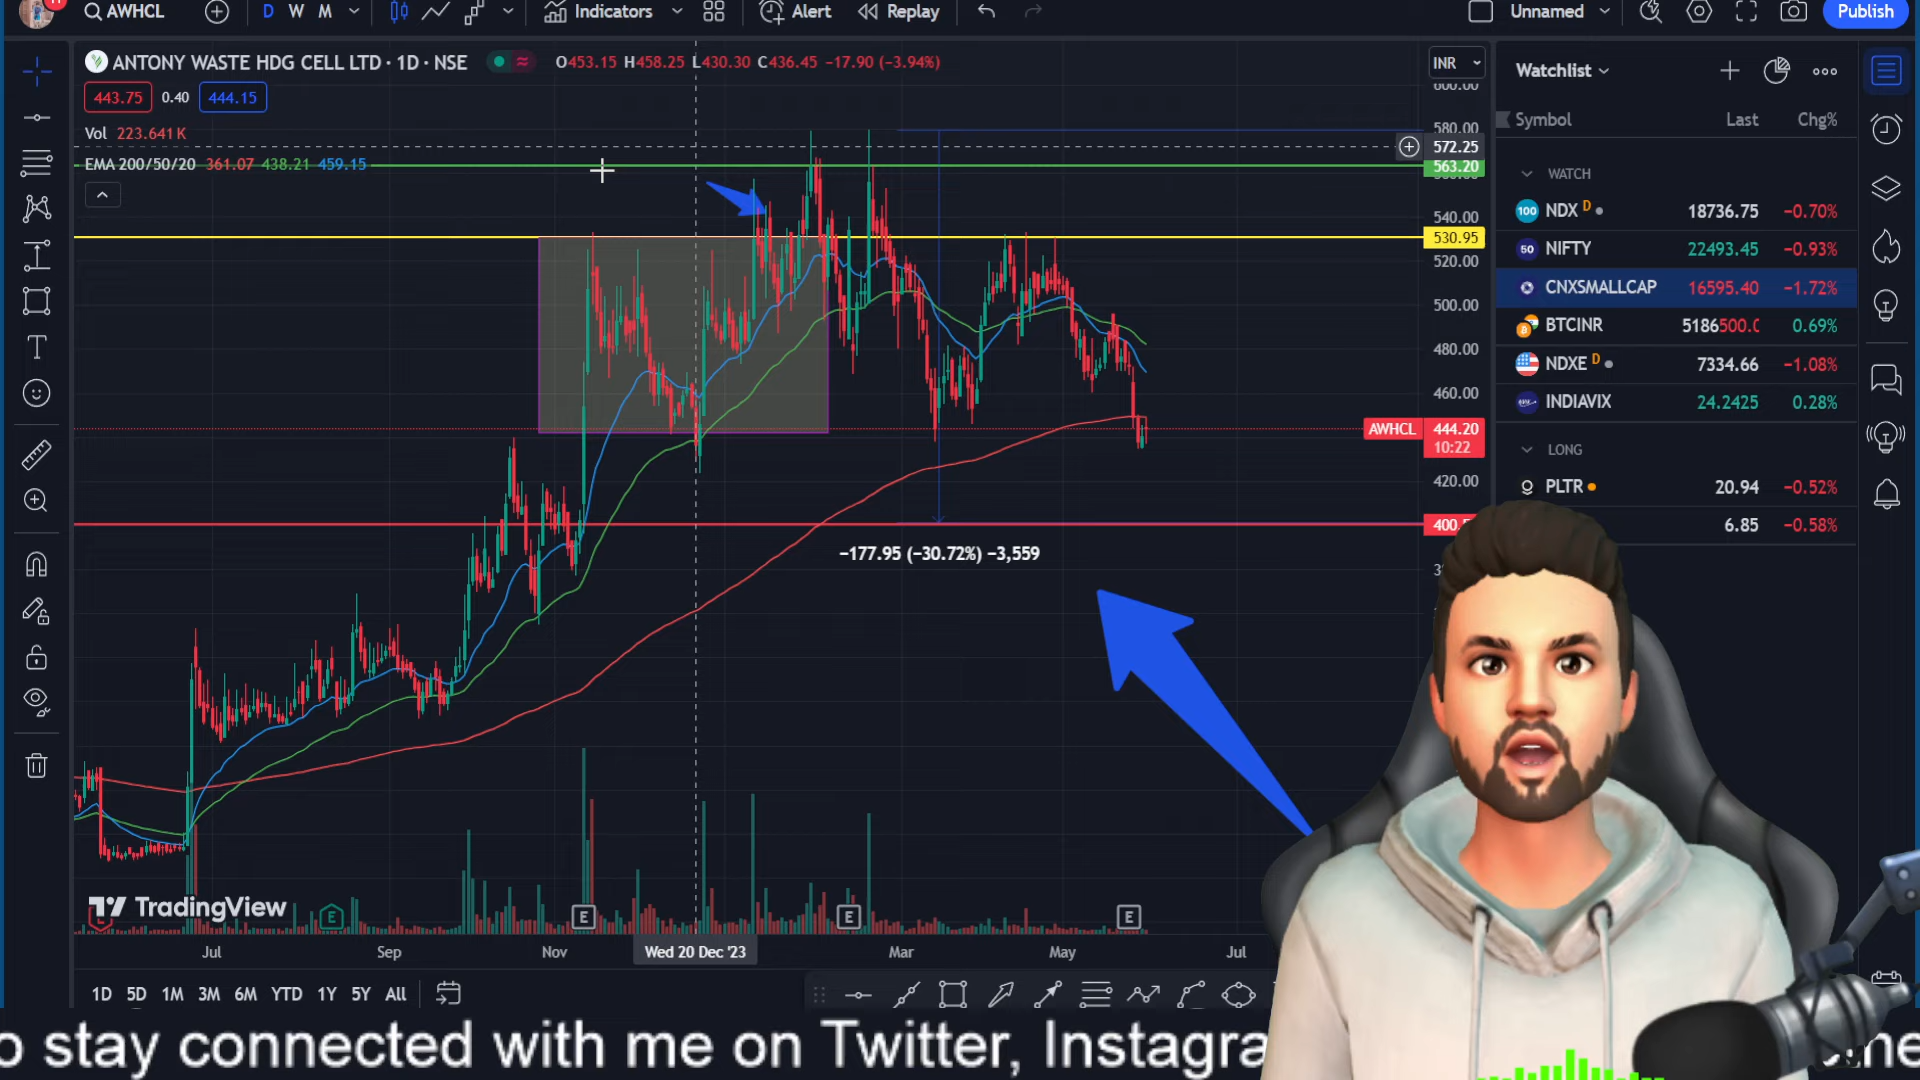 AWHCL
D W M
Indicators
Alert
Replay
Unnamed
Publish
ANTONY WASTE HDG CELL LTD · 1D · NSE
O453.15 H458.25 L430.30 C436.45 −17.90 (−3.94%)
INR
443.75 0.40 444.15
Vol 223.641 K
EMA 200/50/20 361.07 438.21 459.15
600.00
580.00
572.25
563.20
540.00
530.95
520.00
500.00
480.00
460.00
AWHCL 444.20
10:22
420.00
−177.95 (−30.72%) −3,559
Watchlist
Symbol Last Chg%
WATCH
100 NDX D 18736.75 −0.70%
50 NIFTY 22493.45 −0.93%
CNXSMALLCAP 16595.40 −1.72%
BTCINR 5186500.0 0.69%
NDXE D 7334.66 −1.08%
INDIAVIX 24.2425 0.28%
LONG
PLTR 20.94 −0.52%
6.85 −0.58%
TradingView
E E E E
Jul Sep Nov Wed 20 Dec '23 Mar May Jul
1D 5D 1M 3M 6M YTD 1Y 5Y All
o stay connected with me on Twitter, Instagra